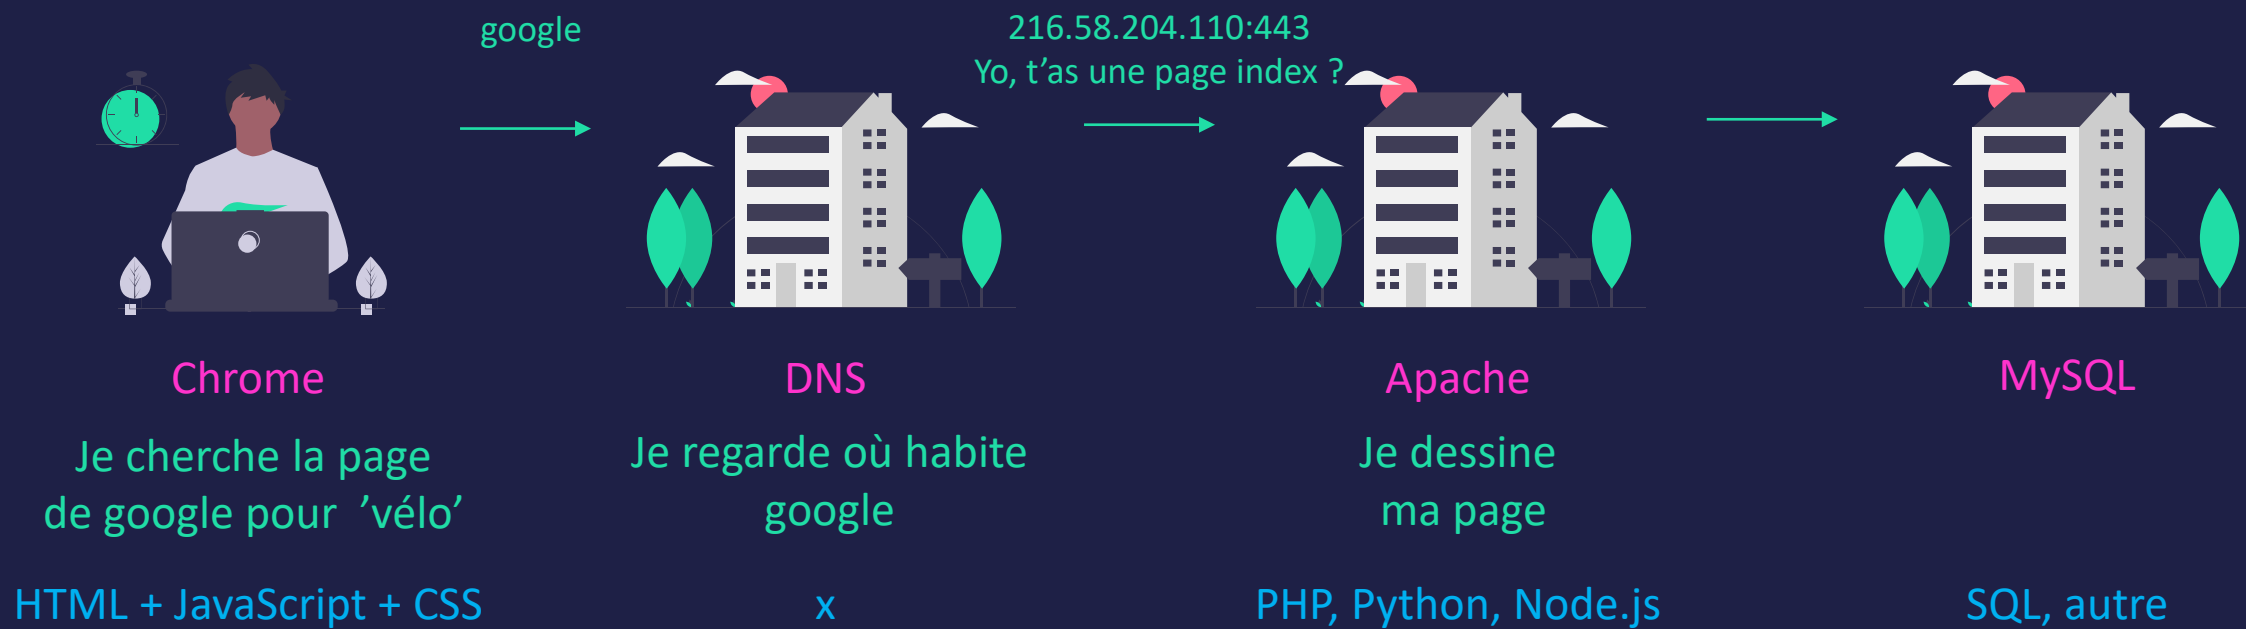 google
216.58.204.110:443
Yo, t'as une page index ?
Chrome
DNS
Apache
MySQL
Je cherche la page
de google pour ’vélo’
Je regarde où habite
google
Je dessine
ma page
HTML + JavaScript + CSS
x
PHP, Python, Node.js
SQL, autre